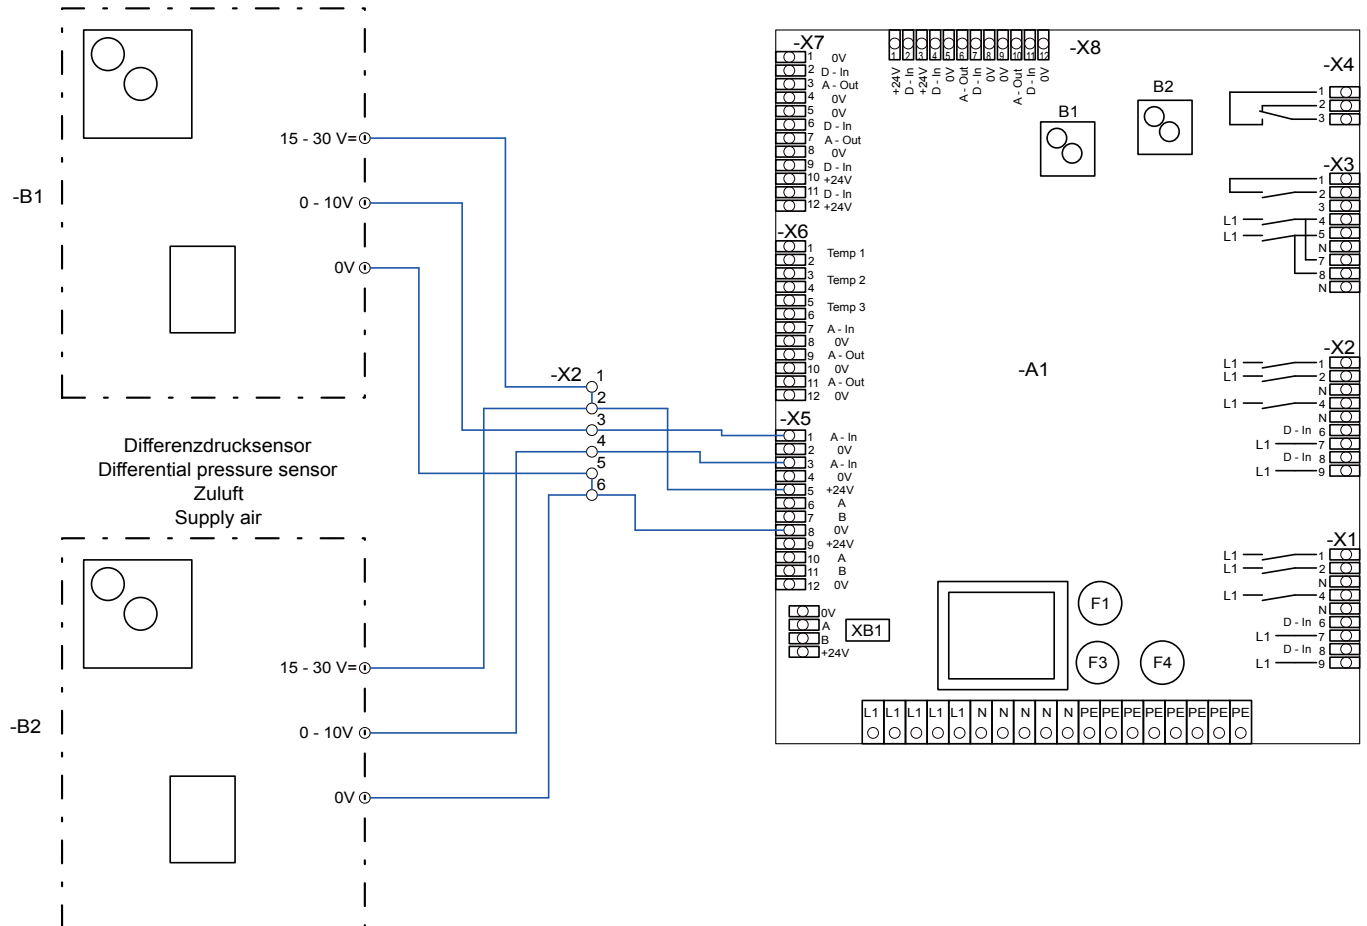 -B1
15 - 30 V=
0 - 10V
0V
Differenzdrucksensor
Differential pressure sensor
Zuluft
Supply air
-B2
15 - 30 V=
0 - 10V
0V
-X2
1
2
3
4
5
6
-X7
1 0V
2 D - In
3 A - Out
4 0V
5 0V
6 D - In
7 A - Out
8 0V
9 D - In
10 +24V
11 D - In
12 +24V
-X6
1
Temp 1
2
3
Temp 2
4
5
Temp 3
6
7 A - In
8 0V
9 A - Out
10 0V
11 A - Out
12 0V
-X5
1 A - In
2 0V
3 A - In
4 0V
5 +24V
6 A
7 B
8 0V
9 +24V
10 A
11 B
12 0V
0V
A
B
+24V
XB1
-X8
1 +24V
2 D - In
3 +24V
4 D - In
5 0V
6 A - Out
7 D - In
8 0V
9 0V
10 A - Out
11 D - In
12 0V
B1
B2
-A1
F1
F3
F4
-X4
1
2
3
-X3
1
2
3
L1 4
L1 5
N
7
8
N
-X2
L1 1
L1 2
N
L1 4
N
D - In 6
L1 7
D - In 8
L1 9
-X1
L1 1
L1 2
N
L1 4
N
D - In 6
L1 7
D - In 8
L1 9
L1 L1 L1 L1 L1 N N N N N PE PE PE PE PE PE PE PE